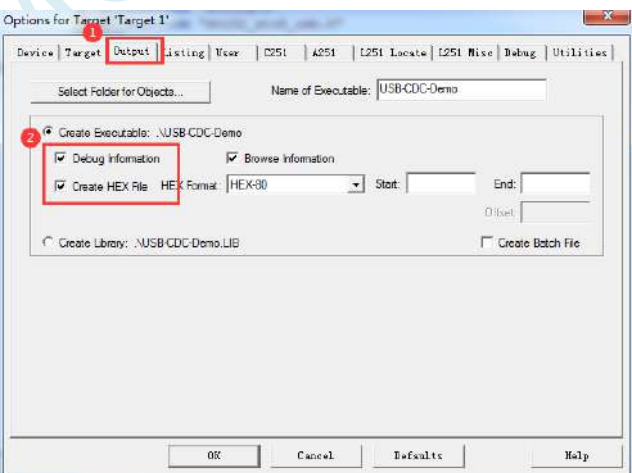 Options for Target 'Target 1'
1
Device Target Output Listing User C251 A251 L251 Locate L251 Misc Debug Utilities
Select Folder for Objects... Name of Executable: USB-CDC-Demo
2
Create Executable: .\USB-CDC-Demo
Debug Information Browse Information
Create HEX File HEX Format: HEX-80 Start: End:
Offset:
Create Library: .\USB-CDC-Demo.LIB Create Batch File
OK Cancel Defaults Help